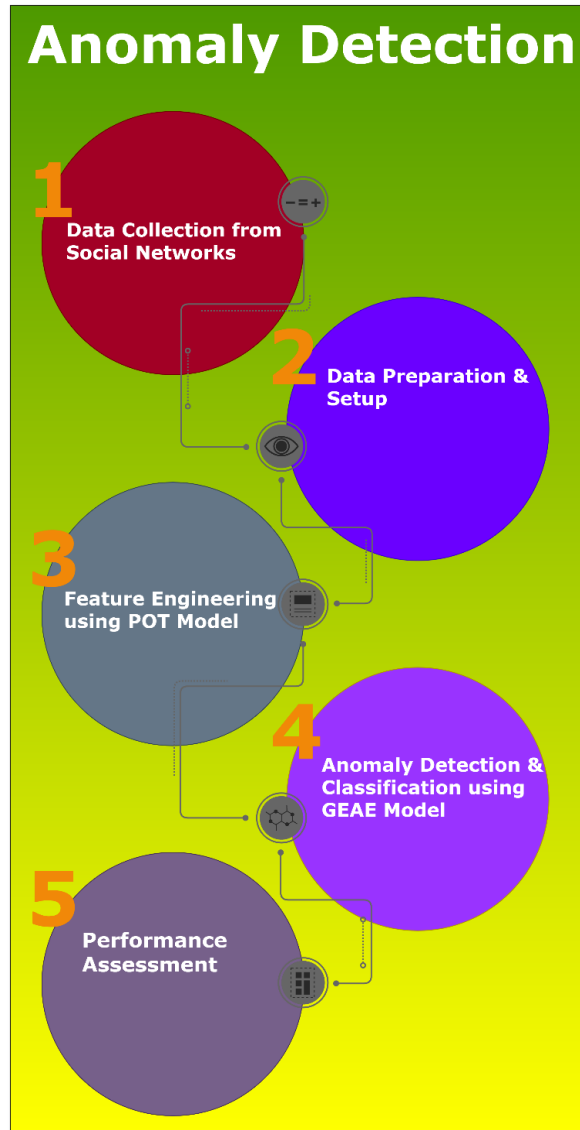 Anomaly Detection
1
Data Collection from
Social Networks
2
Data Preparation &
Setup
3
Feature Engineering
using POT Model
4
Anomaly Detection &
Classification using
GEAE Model
5
Performance
Assessment